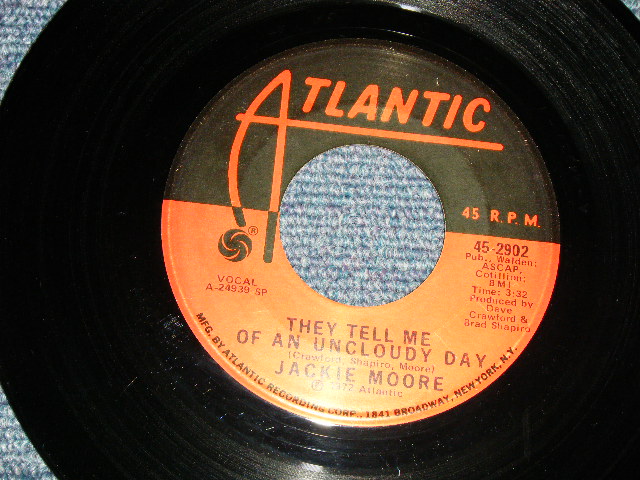 ATLANTIC
®
45 R.P.M.
45-2902
Pub., Walden:
ASCAP,
Cotillion:
BMI
Time: 3:32
Produced by
Dave
Crawford &
Brad Shapiro
VOCAL
A-24939 SP
THEY TELL ME
OF AN UNCLOUDY DAY
(Crawford, Shapiro, Moore)
JACKIE MOORE
Ⓟ 1972 Atlantic
MFG. BY ATLANTIC RECORDING CORP., 1841 BROADWAY, NEW YORK, N.Y.